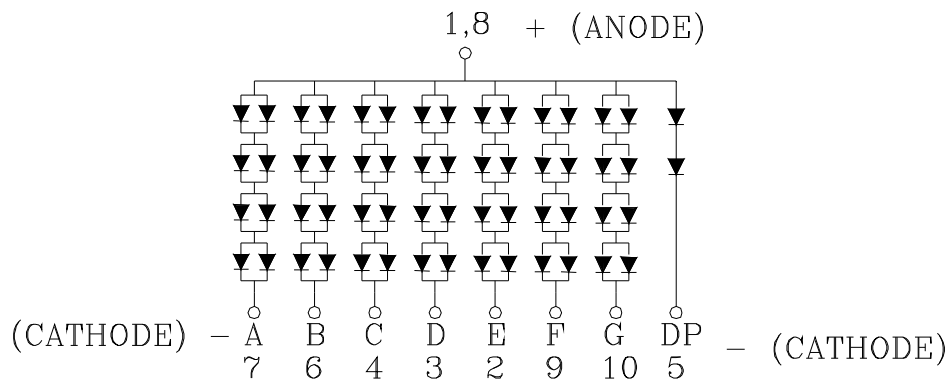 1,8 + (ANODE)
(CATHODE) - A B C D E F G DP
7 6 4 3 2 9 10 5 - (CATHODE)